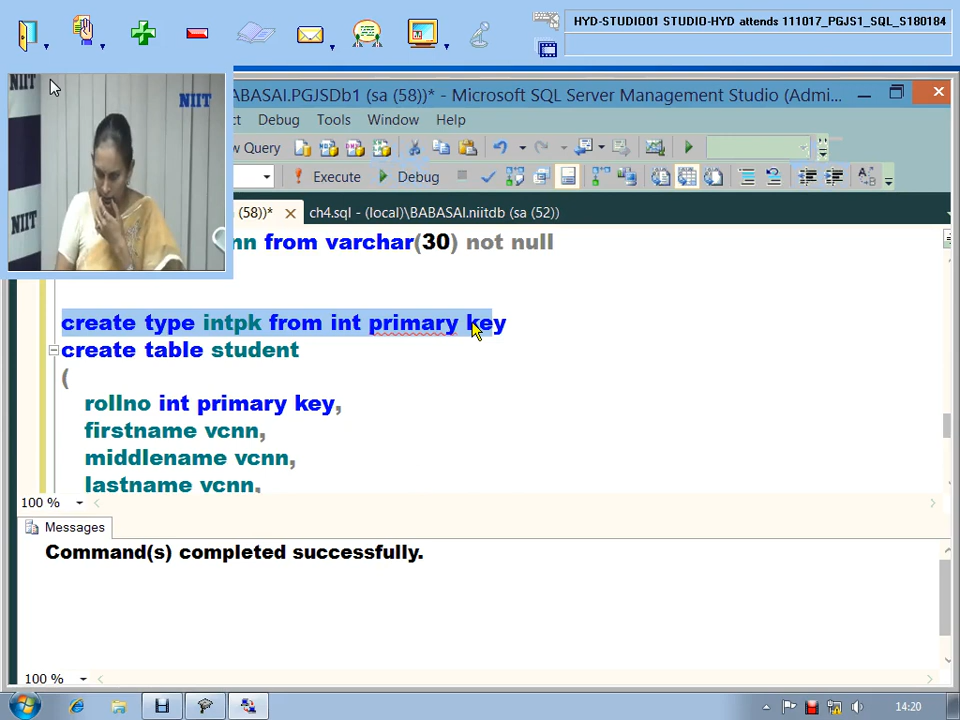 HYD-STUDIO01 STUDIO-HYD attends 111017_PGJS1_SQL_S180184
NIIT
NIIT
NIIT
ABASAI.PGJSDb1 (sa (58))* - Microsoft SQL Server Management Studio (Admi...
ct Debug Tools Window Help
w Query
Execute Debug
(58))* ch4.sql - (local)\BABASAI.niitdb (sa (52))
nn from varchar(30) not null
create type intpk from int primary key
create table student
(
rollno int primary key,
firstname vcnn,
middlename vcnn,
lastname vcnn,
100 %
Messages
Command(s) completed successfully.
100 %
14:20